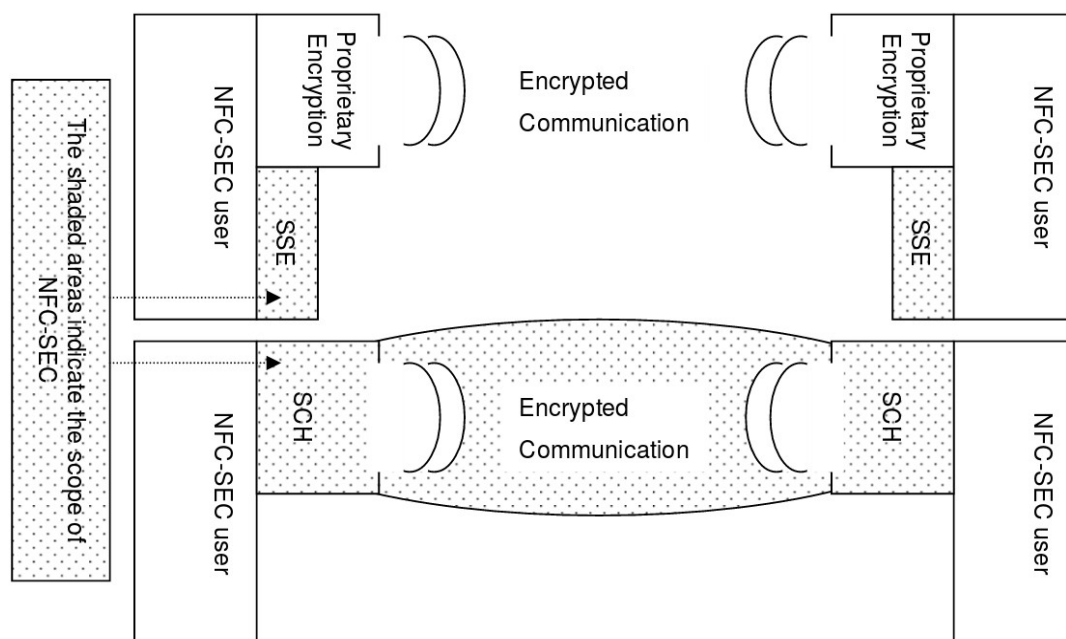 The shaded areas indicate the scope of
NFC-SEC
NFC-SEC user
Proprietary
Encryption
SSE
Encrypted
Communication
Proprietary
Encryption
SSE
NFC-SEC user
NFC-SEC user
SCH
Encrypted
Communication
SCH
NFC-SEC user